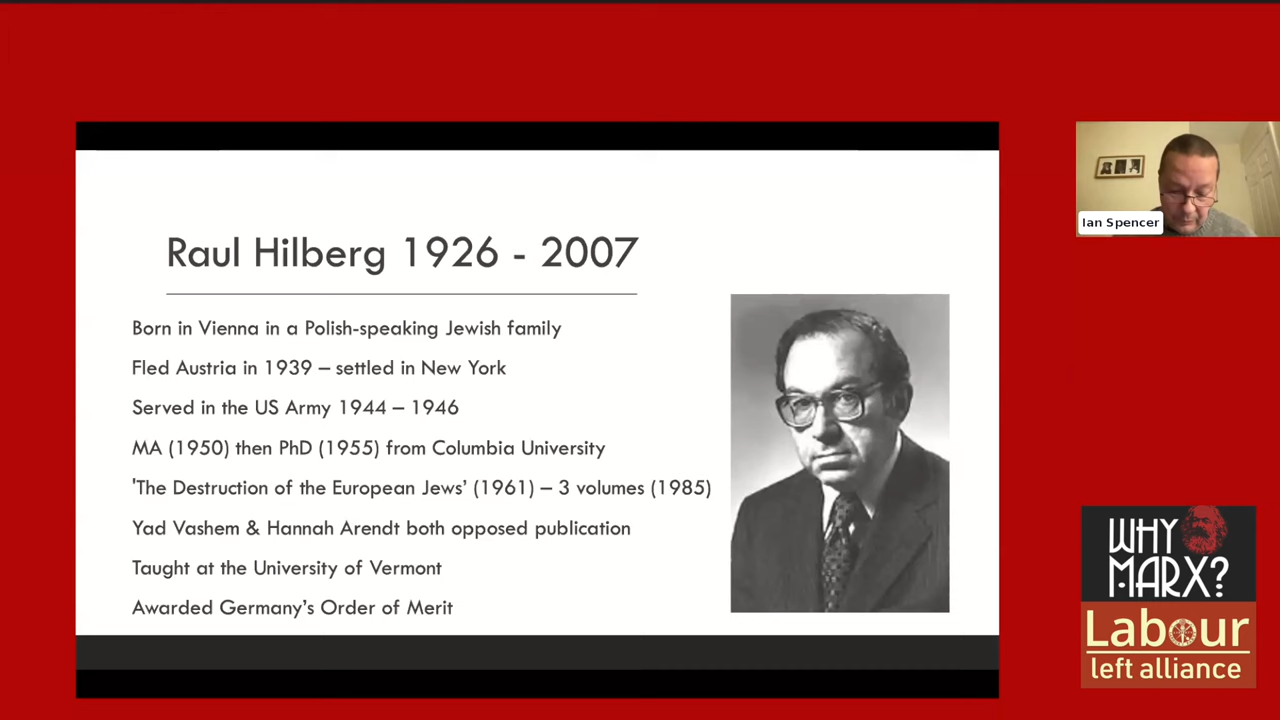 Raul Hilberg 1926 - 2007
Born in Vienna in a Polish-speaking Jewish family
Fled Austria in 1939 – settled in New York
Served in the US Army 1944 – 1946
MA (1950) then PhD (1955) from Columbia University
'The Destruction of the European Jews’ (1961) – 3 volumes (1985)
Yad Vashem & Hannah Arendt both opposed publication
Taught at the University of Vermont
Awarded Germany’s Order of Merit
Ian Spencer
WHY
MARX?
Labour
left alliance